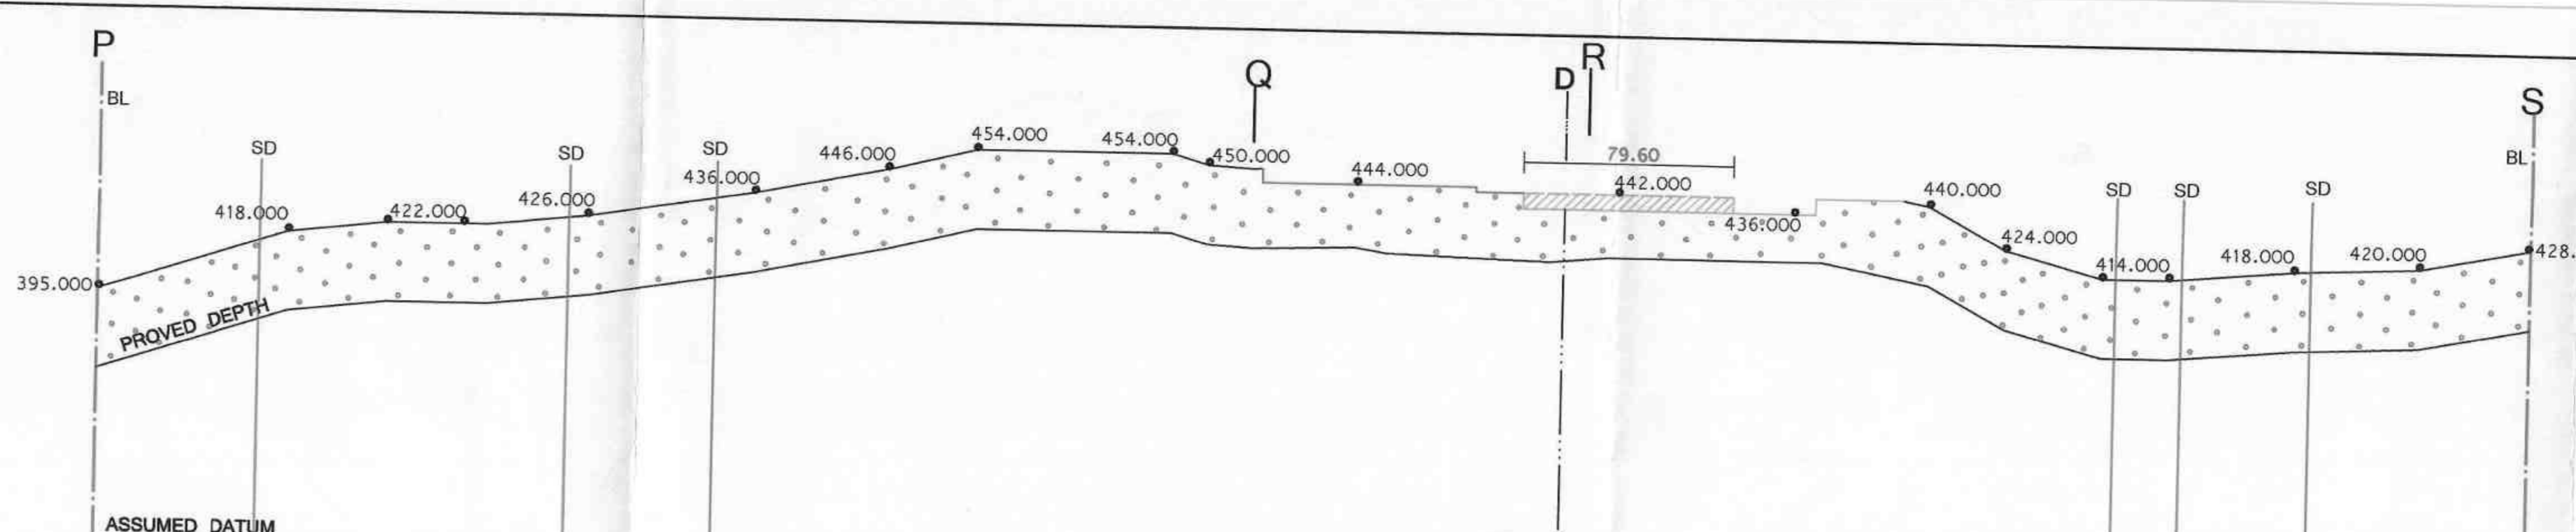 P
Q
D
R
S
BL
BL
SD
SD
SD
SD
SD
SD
395.000
418.000
422.000
426.000
436.000
446.000
454.000
454.000
450.000
444.000
79.60
442.000
436.000
440.000
424.000
414.000
418.000
420.000
428.
PROVED DEPTH
ASSUMED DATUM